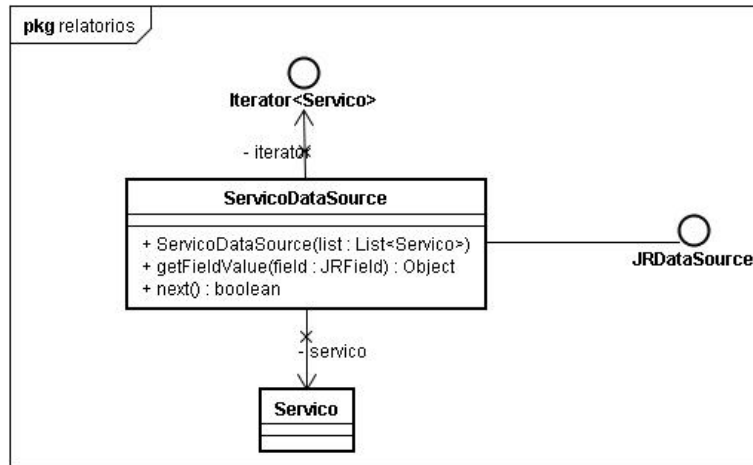 pkg relatorios
Iterator<Servico>
- iterator
ServicoDataSource
+ ServicoDataSource(list : List<Servico>)
+ getFieldValue(field : JRField) : Object
+ next() : boolean
JRDataSource
- servico
Servico